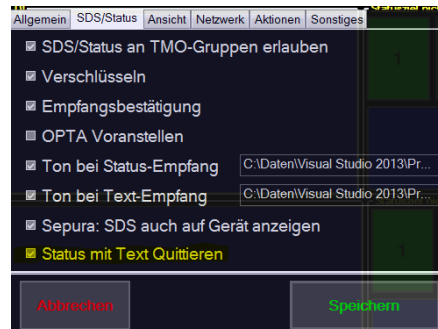 Allgemein SDS/Status Ansicht Netzwerk Aktionen Sonstiges
SDS/Status an TMO-Gruppen erlauben
1
Verschlüsseln
Empfangsbestätigung
OPTA Voranstellen
Ton bei Status-Empfang C:\Daten\Visual Studio 2013\Pr...
Ton bei Text-Empfang C:\Daten\Visual Studio 2013\Pr...
Sepura: SDS auch auf Gerät anzeigen
Status mit Text Quittieren
1
Abbrechen Speichern